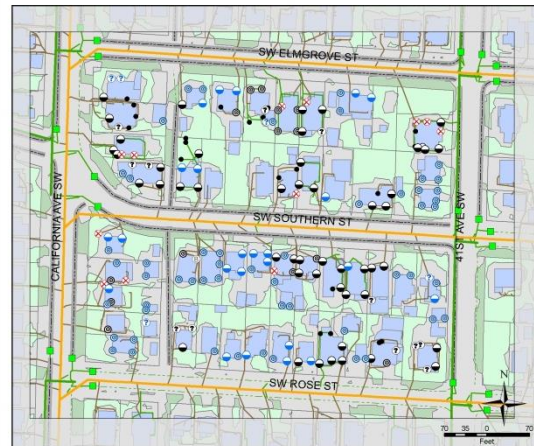 SW ELMGROVE ST
CALIFORNIA AVE SW
SW SOUTHERN ST
41ST AVE SW
SW ROSE ST
N
70 35 0 70
Feet